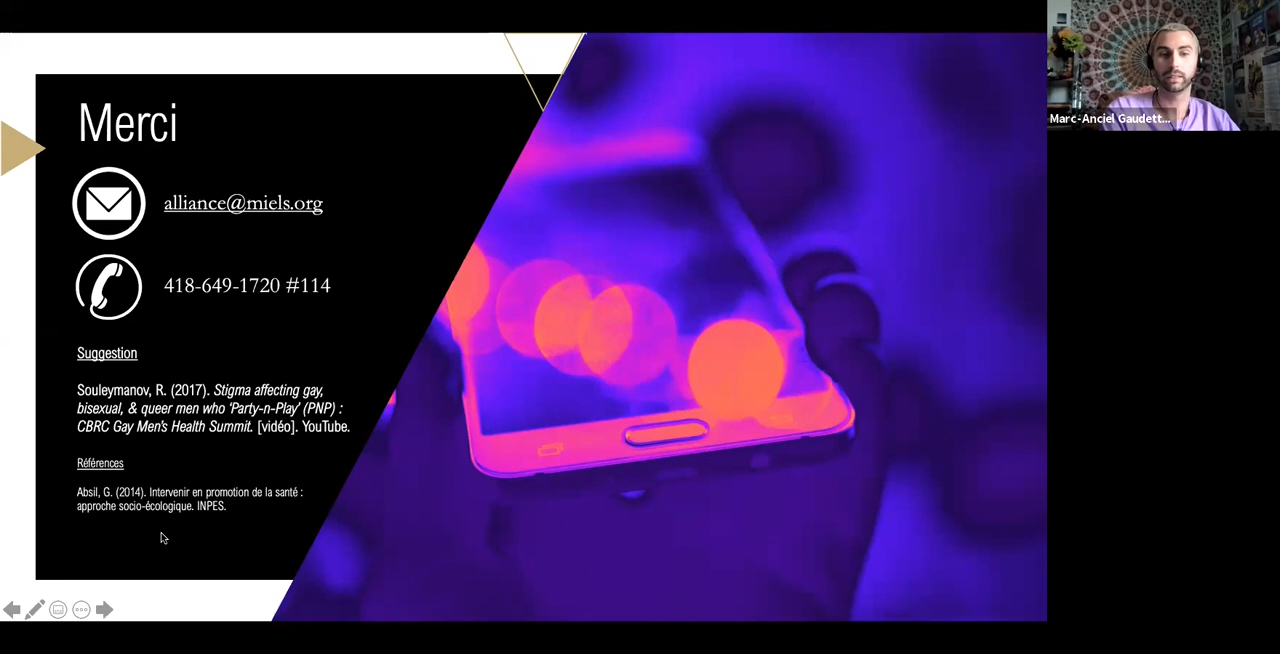 Merci
alliance@miels.org
418-649-1720 #114
Suggestion
Souleymanov, R. (2017). Stigma affecting gay,
bisexual, & queer men who ‘Party-n-Play’ (PNP) :
CBRC Gay Men’s Health Summit. [vidéo]. YouTube.
Références
Absil, G. (2014). Intervenir en promotion de la santé :
approche socio-écologique. INPES.
Marc-Anciel Gaudett...